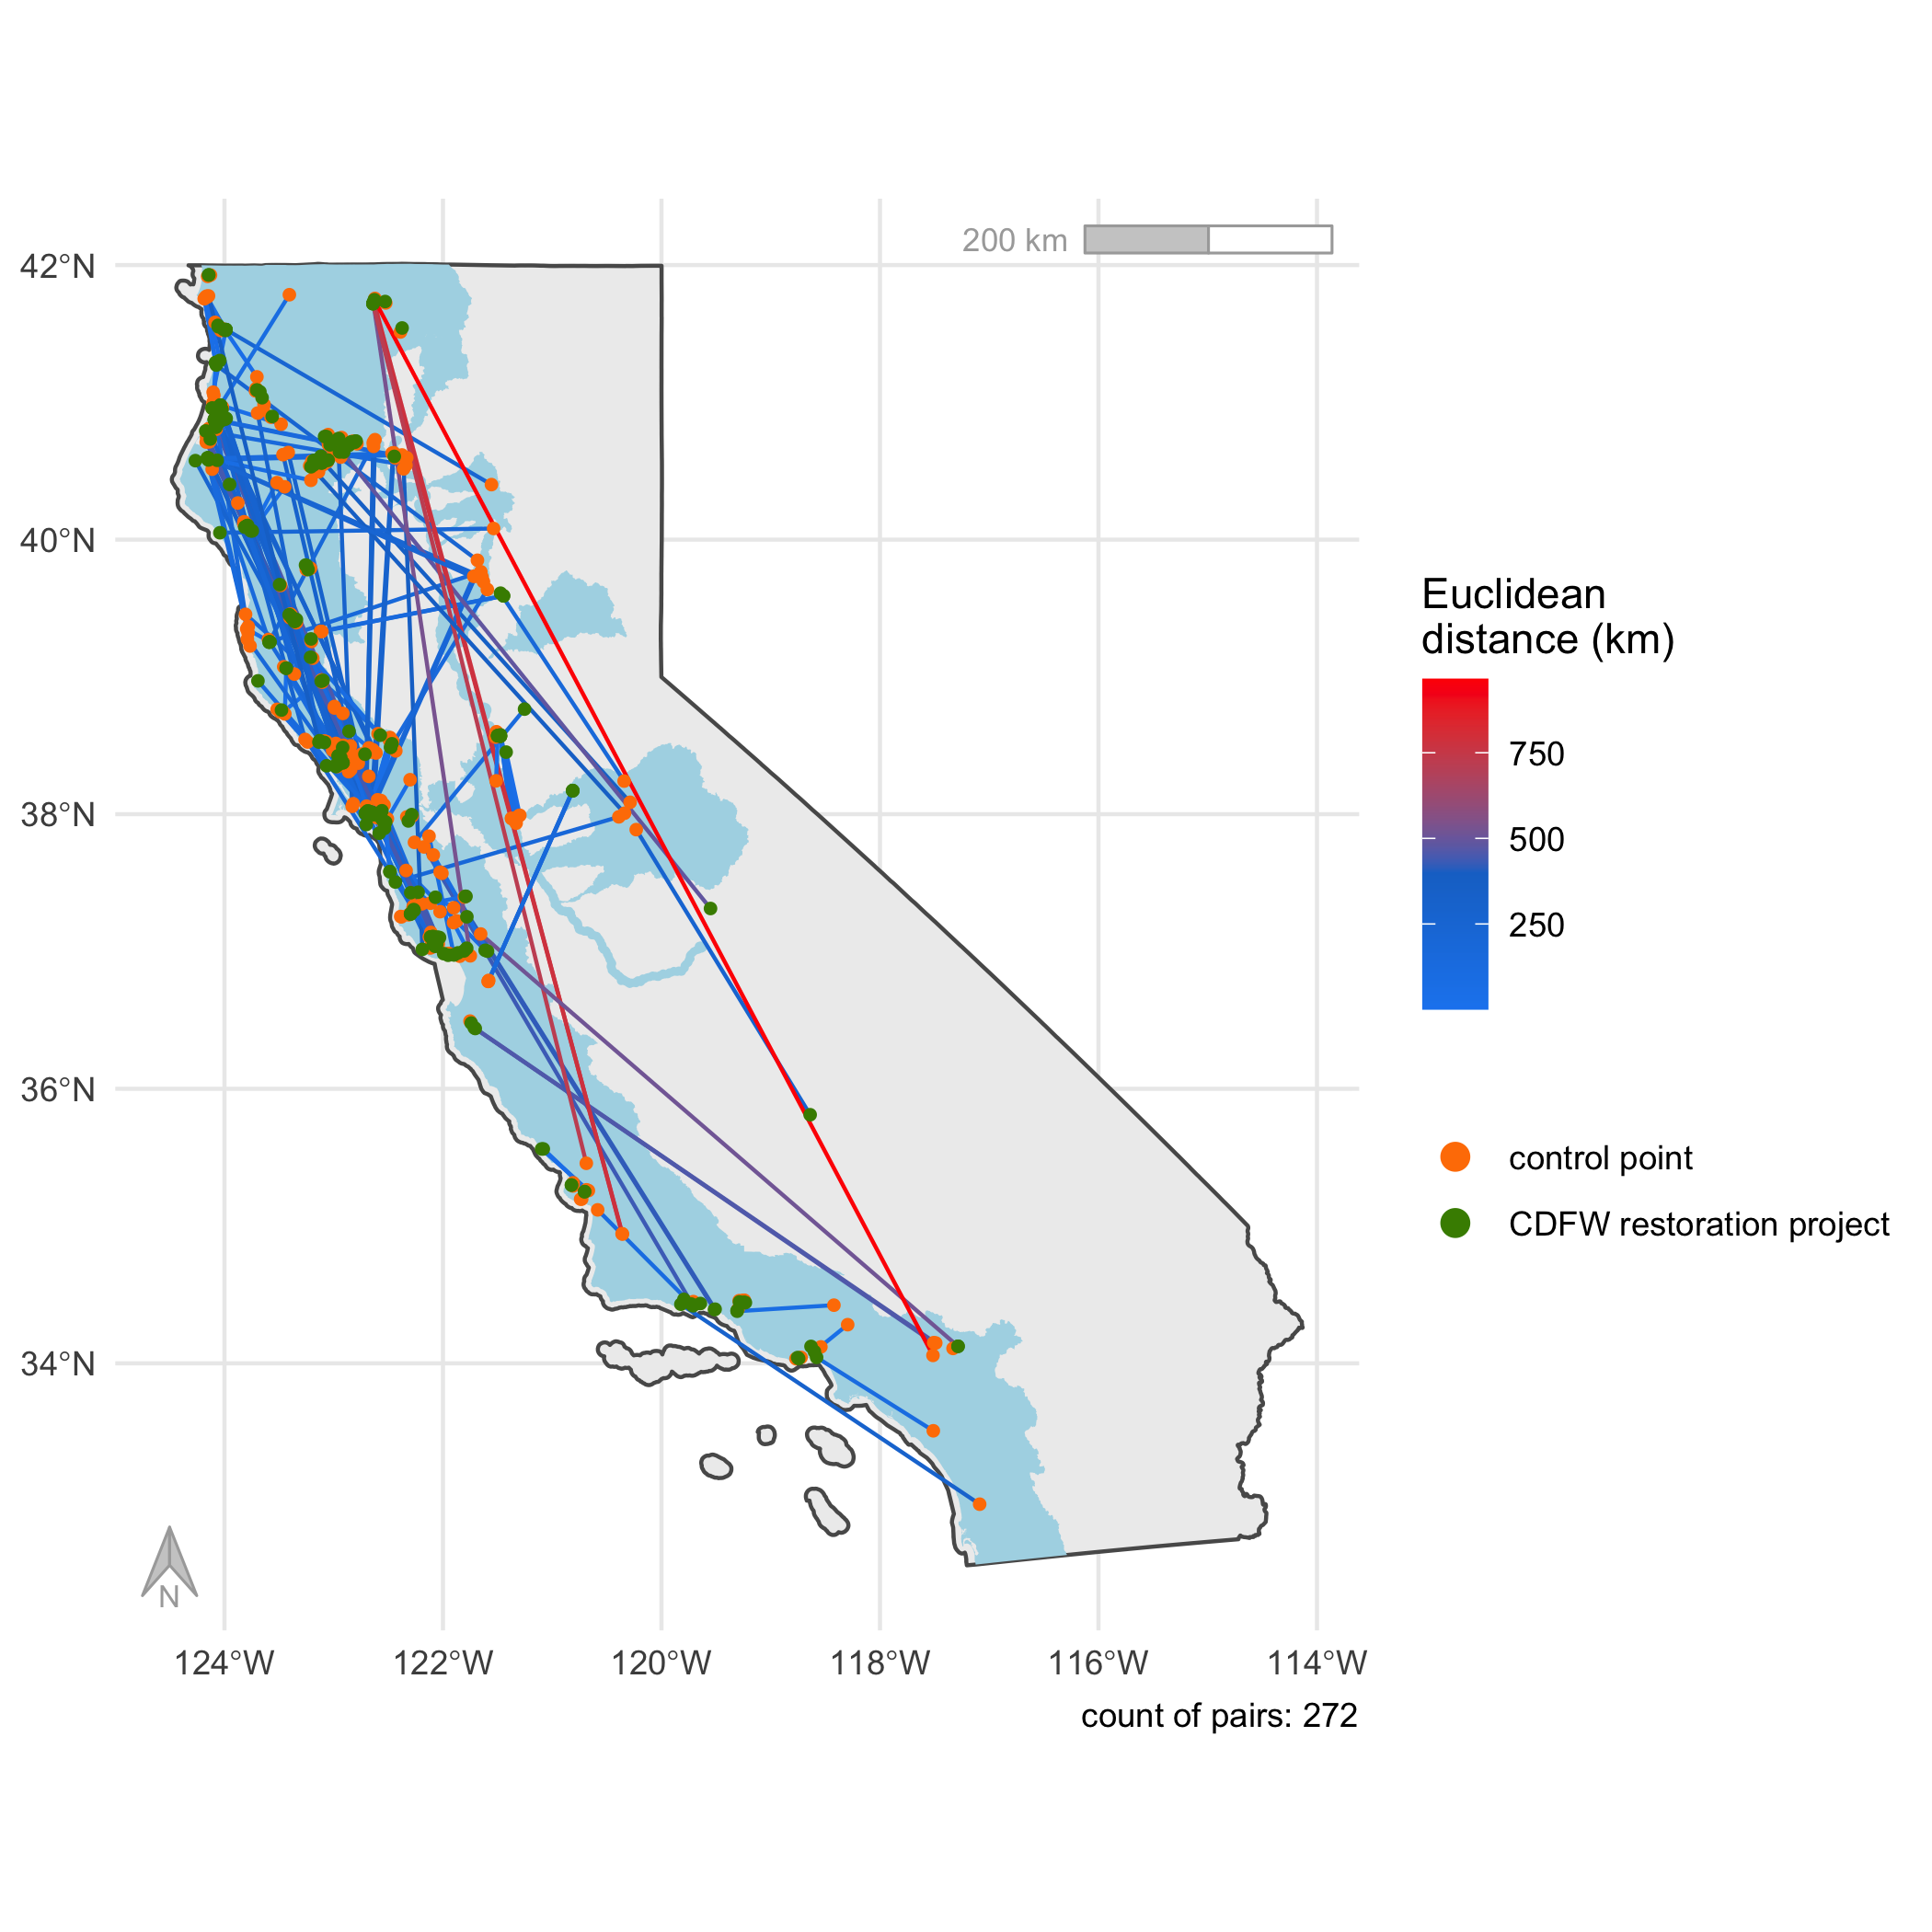 200 km
42°N
40°N
38°N
36°N
34°N
Euclidean
distance (km)
750
500
250
control point
CDFW restoration project
N
124°W
122°W
120°W
118°W
116°W
114°W
count of pairs: 272